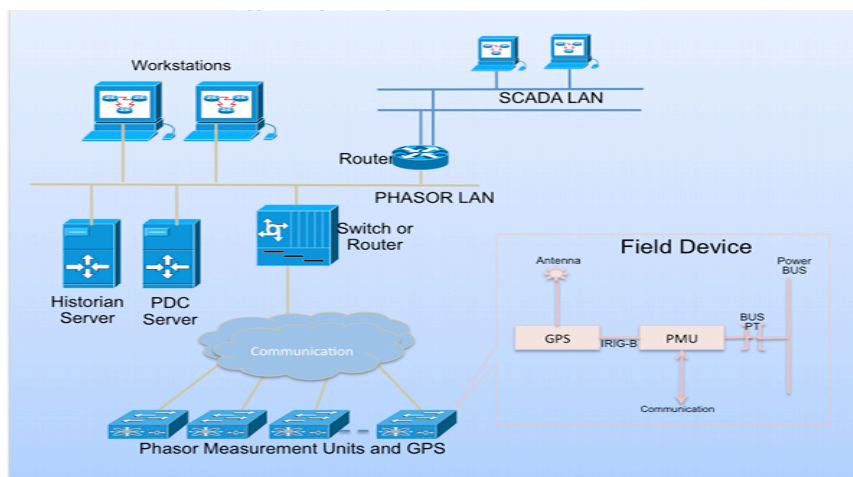 Workstations
SCADA LAN
Router
PHASOR LAN
Switch or
Router
Historian
Server
PDC
Server
Communication
Phasor Measurement Units and GPS
Field Device
Antenna
Power
BUS
BUS
PT
GPS
IRIG-B
PMU
Communication